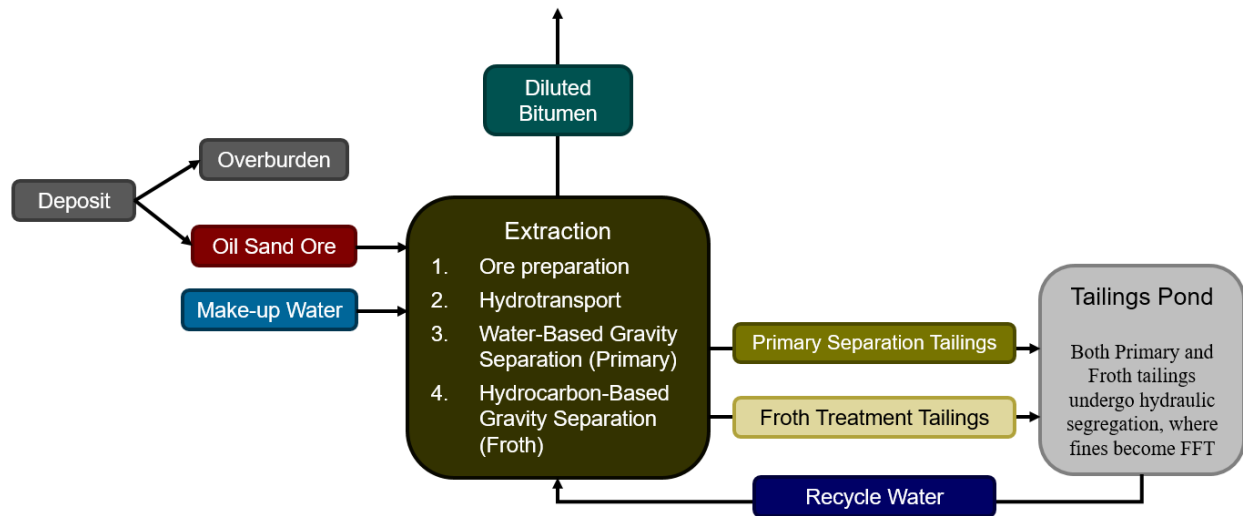 Diluted
Bitumen
Overburden
Deposit
Oil Sand Ore
Make-up Water
Extraction
1. Ore preparation
2. Hydrotransport
3. Water-Based Gravity
Separation (Primary)
4. Hydrocarbon-Based
Gravity Separation
(Froth)
Primary Separation Tailings
Froth Treatment Tailings
Recycle Water
Tailings Pond
Both Primary and
Froth tailings
undergo hydraulic
segregation, where
fines become FFT